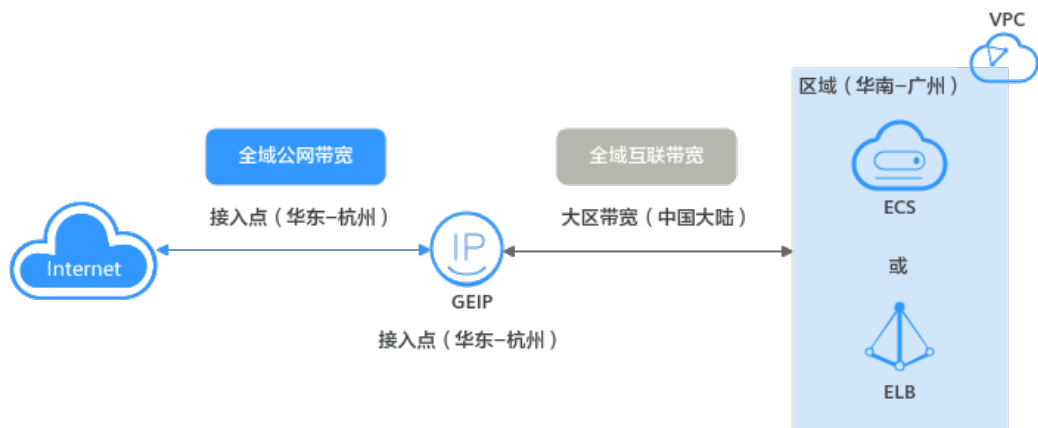 VPC
区域（华南-广州）
全域公网带宽
全域互联带宽
ECS
接入点（华东-杭州）
大区带宽（中国大陆）
Internet
IP
或
GEIP
接入点（华东-杭州）
ELB